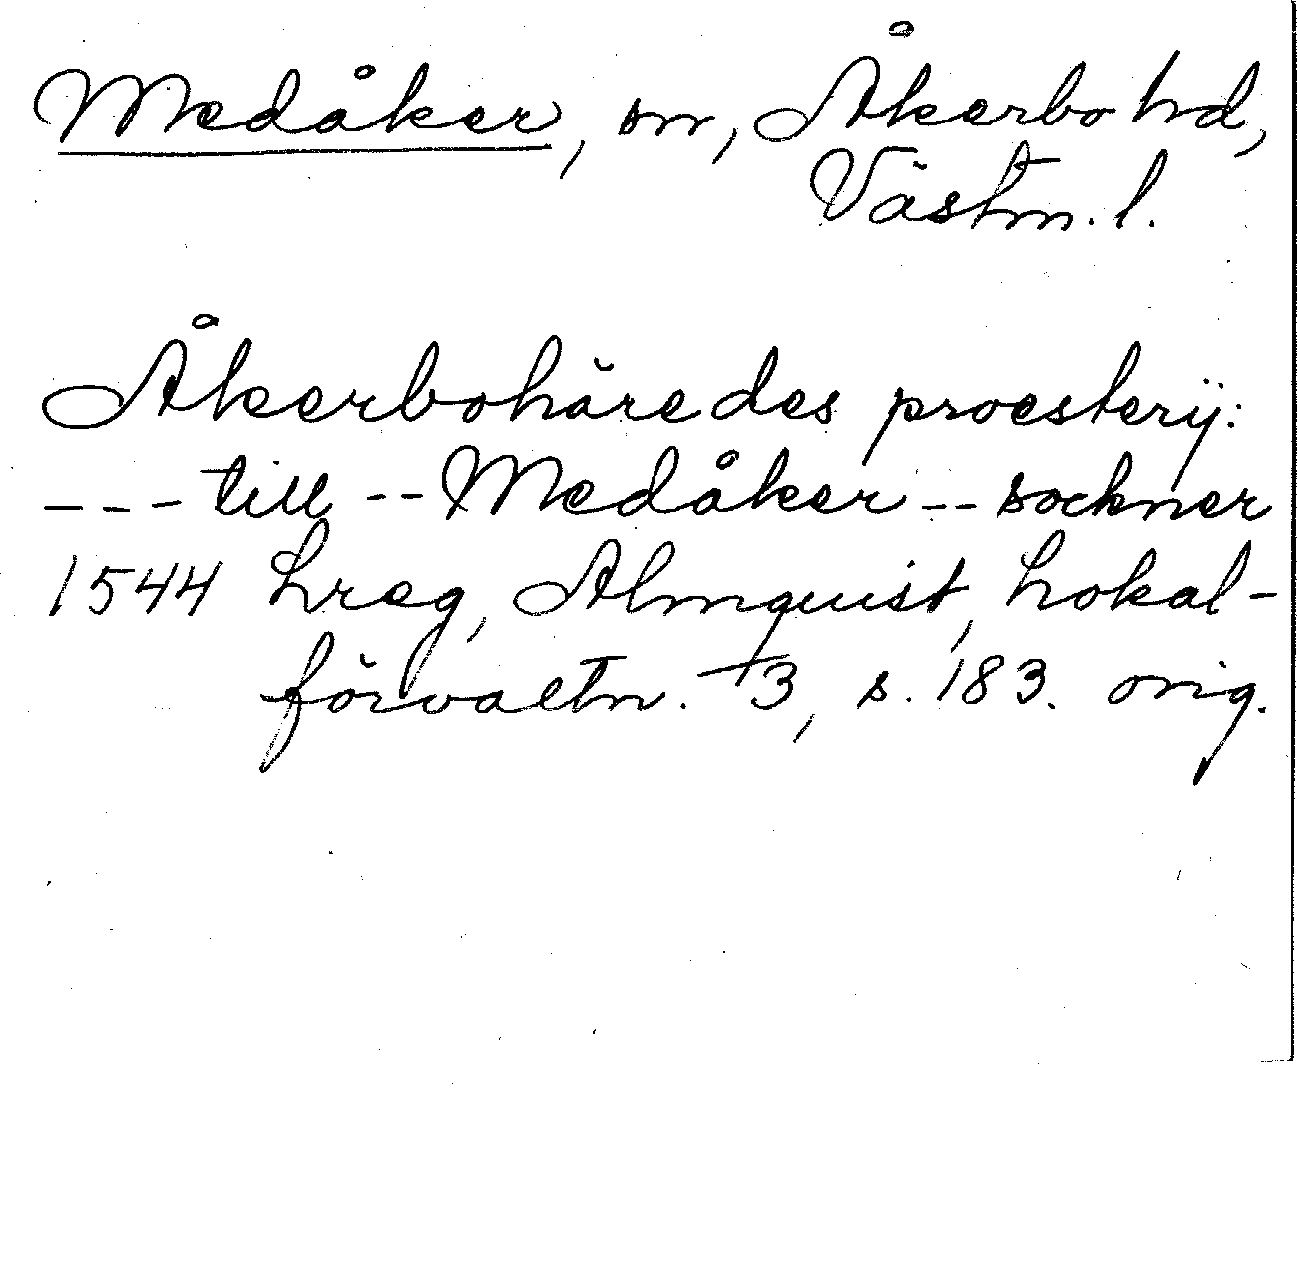 Medåker, sn, Åkerbo hd,
Västm. l.
Åkerbohäredes proesterij:
--- till -- Medåker -- sockner
1544 Lreg, Almquist, Lokal-
förvaltn. +3, s. 183. orig.